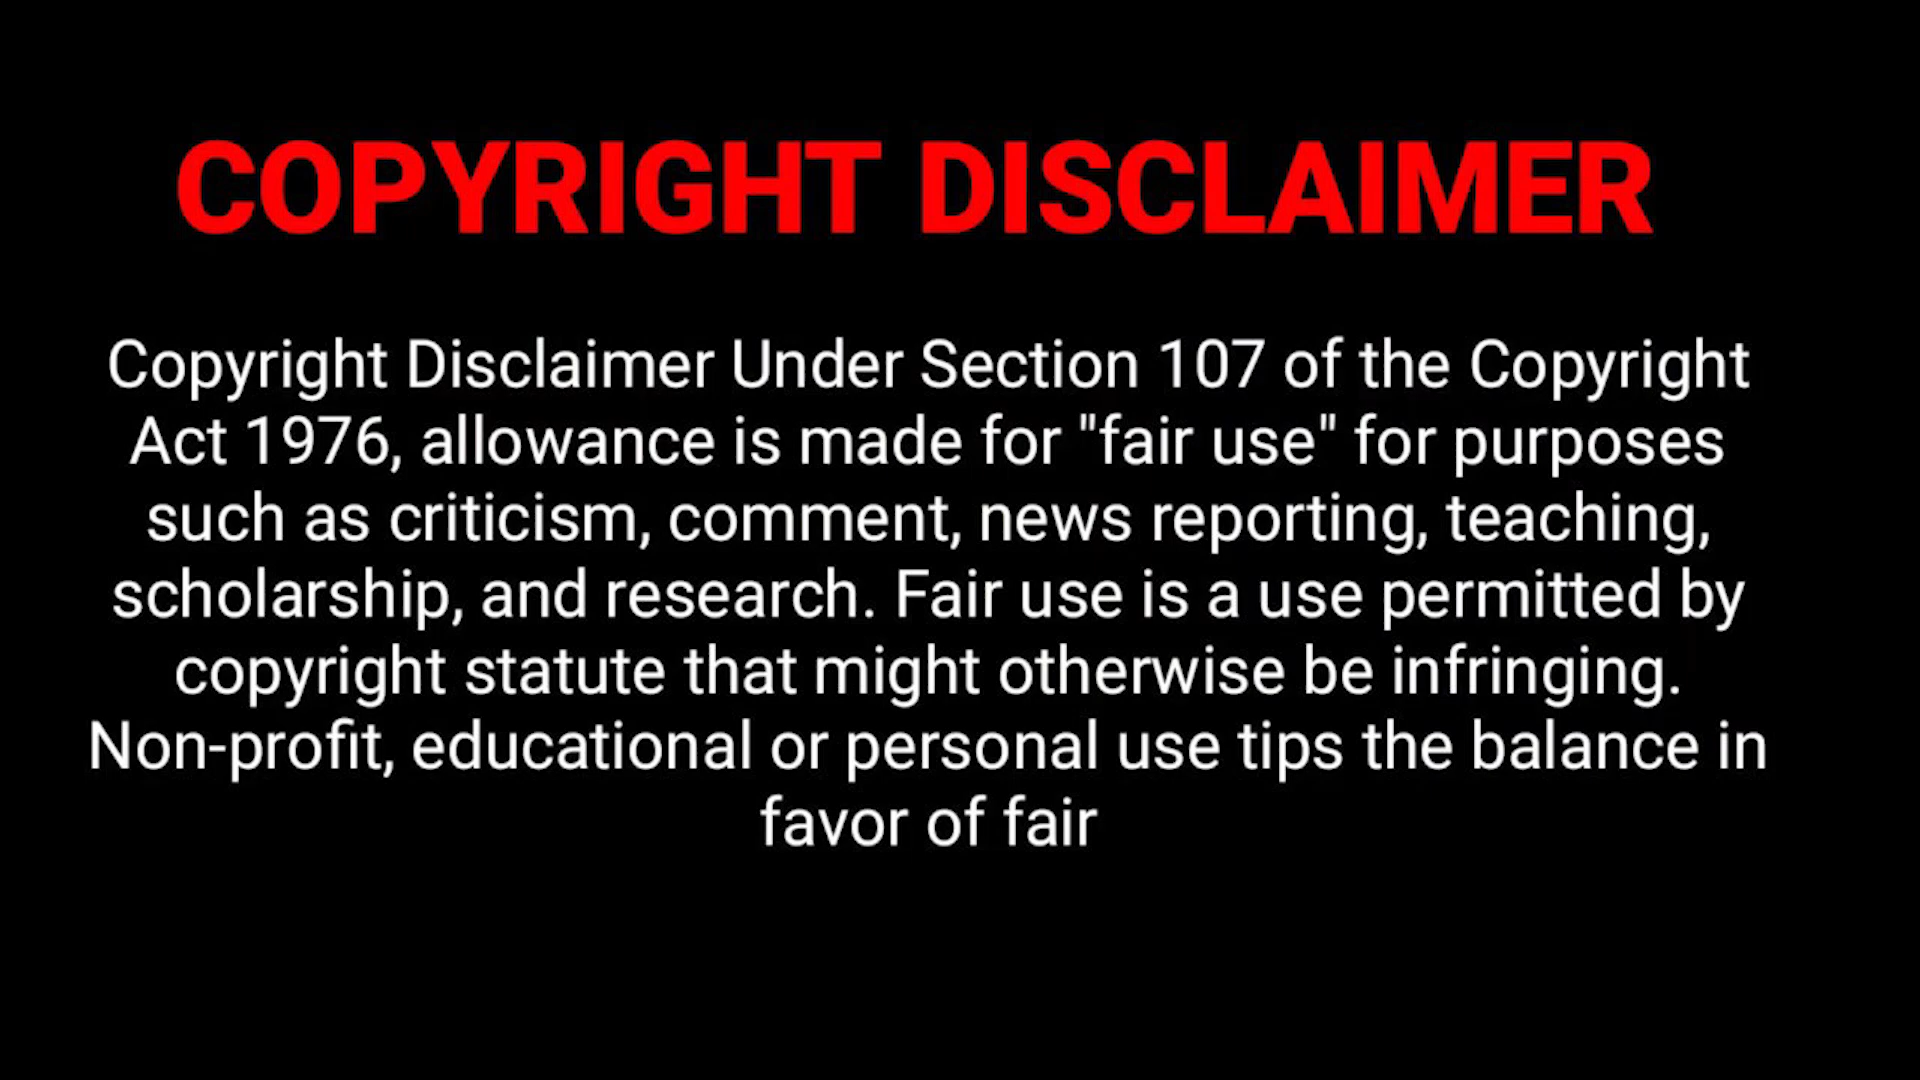 COPYRIGHT DISCLAIMER
Copyright Disclaimer Under Section 107 of the Copyright
Act 1976, allowance is made for "fair use" for purposes
such as criticism, comment, news reporting, teaching,
scholarship, and research. Fair use is a use permitted by
copyright statute that might otherwise be infringing.
Non-profit, educational or personal use tips the balance in
favor of fair